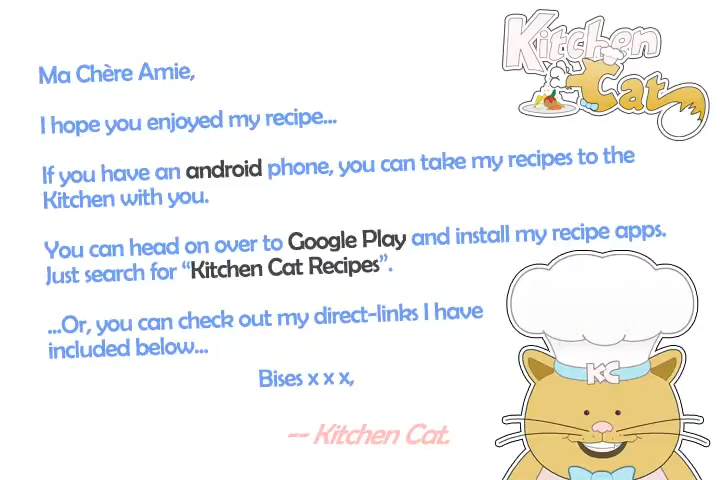 Kitchen
Cat
Ma Chère Amie,
I hope you enjoyed my recipe...
If you have an android phone, you can take my recipes to the
Kitchen with you.
You can head on over to Google Play and install my recipe apps.
Just search for “Kitchen Cat Recipes”.
...Or, you can check out my direct-links I have
included below...
Bises x x x,
-- Kitchen Cat.
KC